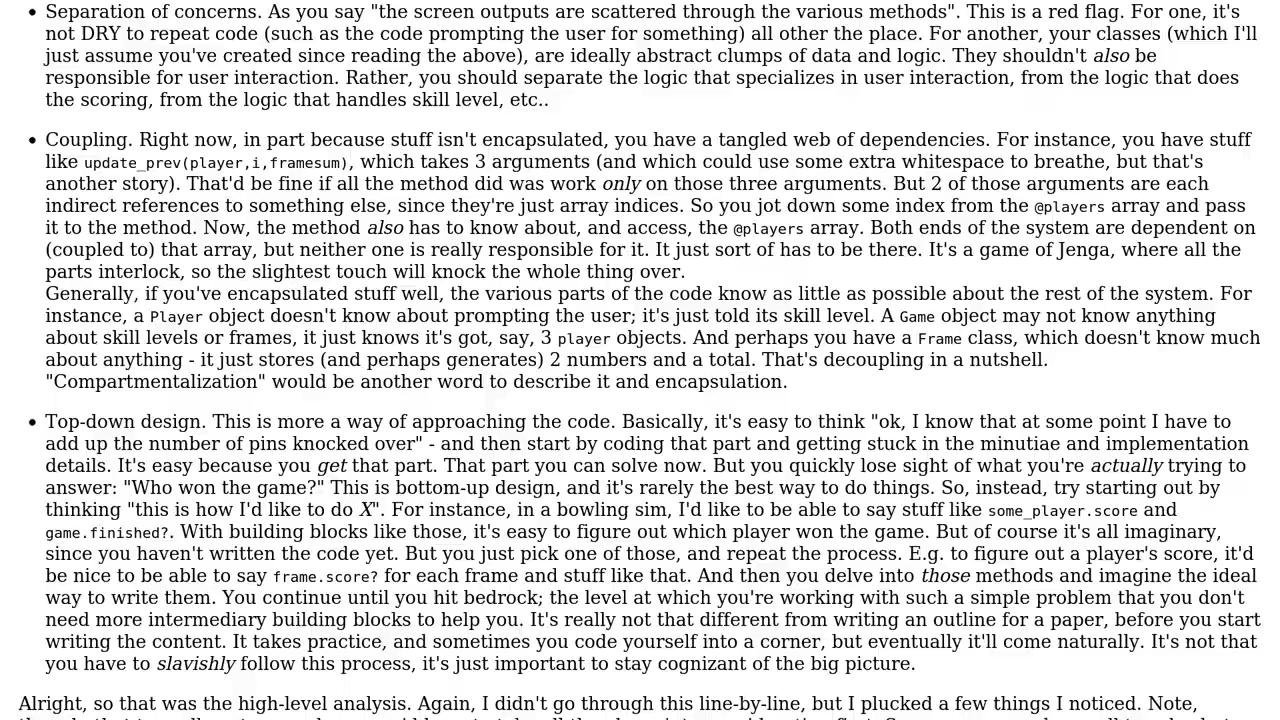 • Separation of concerns. As you say "the screen outputs are scattered through the various methods". This is a red flag. For one, it's
not DRY to repeat code (such as the code prompting the user for something) all other the place. For another, your classes (which I'll
just assume you've created since reading the above), are ideally abstract clumps of data and logic. They shouldn't also be
responsible for user interaction. Rather, you should separate the logic that specializes in user interaction, from the logic that does
the scoring, from the logic that handles skill level, etc..
• Coupling. Right now, in part because stuff isn't encapsulated, you have a tangled web of dependencies. For instance, you have stuff
like update_prev(player,i,framesum), which takes 3 arguments (and which could use some extra whitespace to breathe, but that's
another story). That'd be fine if all the method did was work only on those three arguments. But 2 of those arguments are each
indirect references to something else, since they're just array indices. So you jot down some index from the @players array and pass
it to the method. Now, the method also has to know about, and access, the @players array. Both ends of the system are dependent on
(coupled to) that array, but neither one is really responsible for it. It just sort of has to be there. It's a game of Jenga, where all the
parts interlock, so the slightest touch will knock the whole thing over.
Generally, if you've encapsulated stuff well, the various parts of the code know as little as possible about the rest of the system. For
instance, a Player object doesn't know about prompting the user; it's just told its skill level. A Game object may not know anything
about skill levels or frames, it just knows it's got, say, 3 player objects. And perhaps you have a Frame class, which doesn't know much
about anything - it just stores (and perhaps generates) 2 numbers and a total. That's decoupling in a nutshell.
"Compartmentalization" would be another word to describe it and encapsulation.
• Top-down design. This is more a way of approaching the code. Basically, it's easy to think "ok, I know that at some point I have to
add up the number of pins knocked over" - and then start by coding that part and getting stuck in the minutiae and implementation
details. It's easy because you get that part. That part you can solve now. But you quickly lose sight of what you're actually trying to
answer: "Who won the game?" This is bottom-up design, and it's rarely the best way to do things. So, instead, try starting out by
thinking "this is how I'd like to do X". For instance, in a bowling sim, I'd like to be able to say stuff like some_player.score and
game.finished?. With building blocks like those, it's easy to figure out which player won the game. But of course it's all imaginary,
since you haven't written the code yet. But you just pick one of those, and repeat the process. E.g. to figure out a player's score, it'd
be nice to be able to say frame.score? for each frame and stuff like that. And then you delve into those methods and imagine the ideal
way to write them. You continue until you hit bedrock; the level at which you're working with such a simple problem that you don't
need more intermediary building blocks to help you. It's really not that different from writing an outline for a paper, before you start
writing the content. It takes practice, and sometimes you code yourself into a corner, but eventually it'll come naturally. It's not that
you have to slavishly follow this process, it's just important to stay cognizant of the big picture.
Alright, so that was the high-level analysis. Again, I didn't go through this line-by-line, but I plucked a few things I noticed. Note,